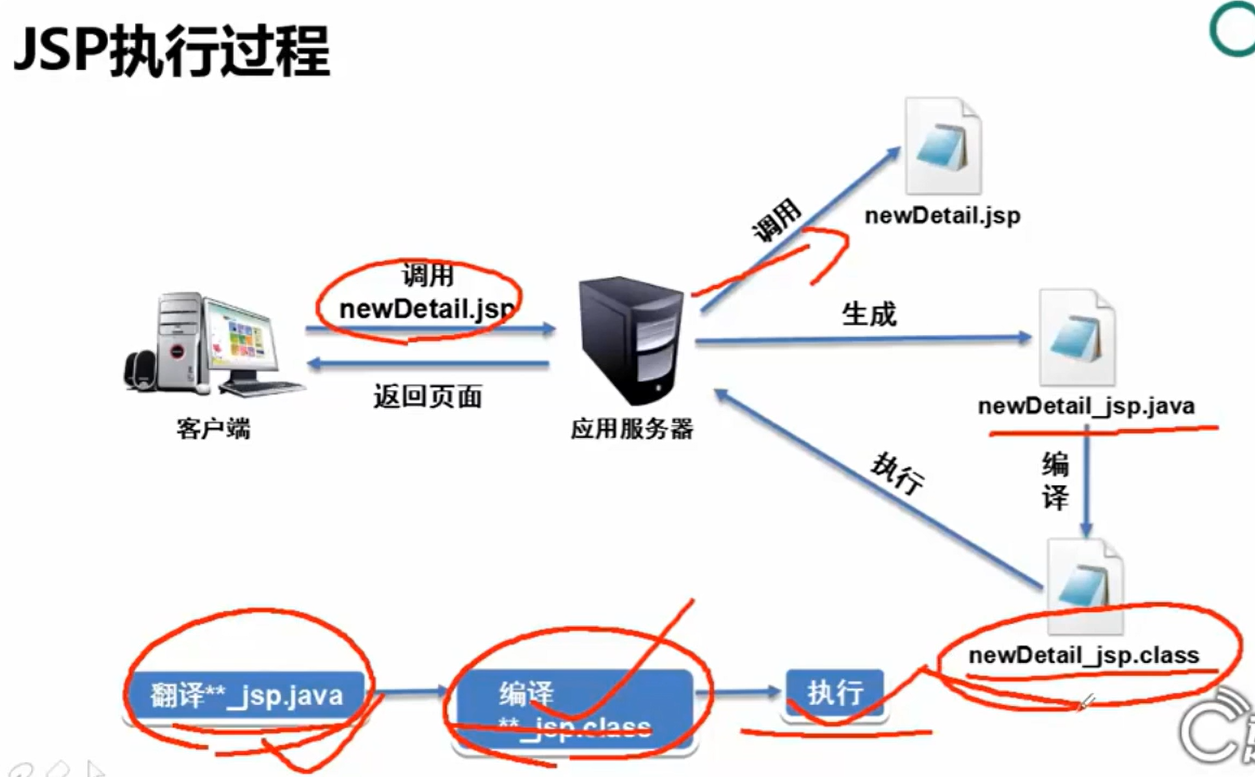 JSP执行过程
调用
newDetail.jsp
调用
newDetail.jsp
生成
返回页面
客户端
应用服务器
newDetail_jsp.java
执行
编
译
newDetail_jsp.class
翻译**_jsp.java
编译
**_jsp.class
执行